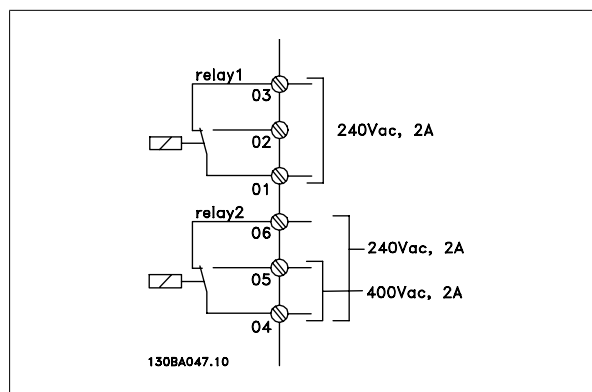 relay1
03
02
240Vac, 2A
01
relay2
06
240Vac, 2A
05
400Vac, 2A
04
130BA047.10